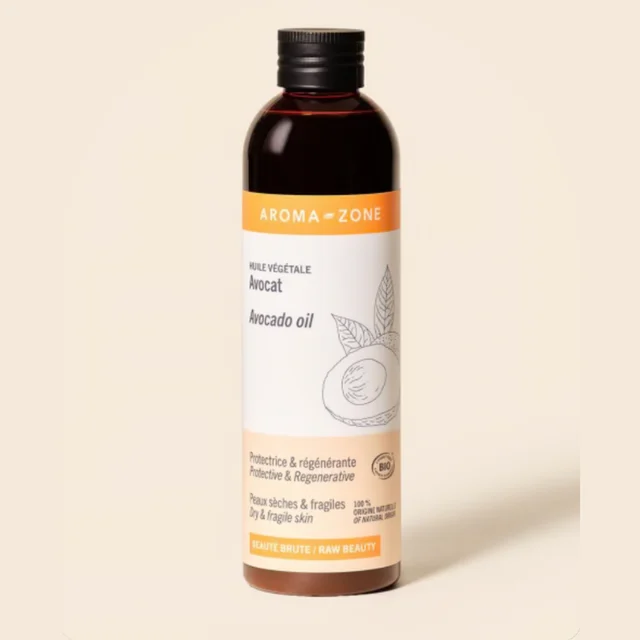 AROMA-ZONE
HUILE VÉGÉTALE
Avocat
Avocado oil
Protectrice & régénérante
Protective & Regenerative
BIO
Peaux sèches & fragiles
Dry & fragile skin
100 %
ORIGINE NATURELLE
OF NATURAL ORIGIN
BEAUTÉ BRUTE / RAW BEAUTY